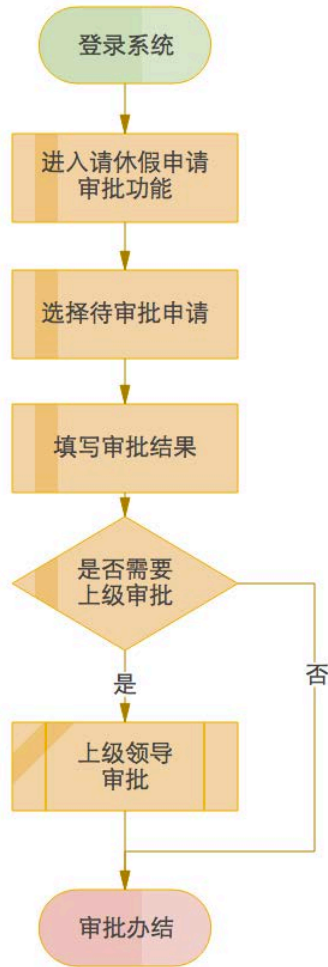 登录系统
进入请休假申请
审批功能
选择待审批申请
填写审批结果
是否需要
上级审批
是
否
上级领导
审批
审批办结